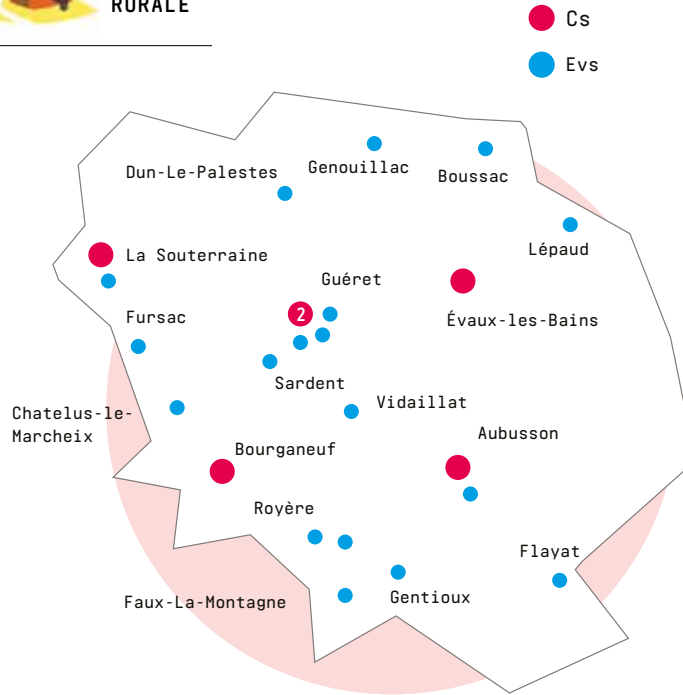 RURALE
Cs
Evs
Dun-Le-Palestes
Genouillac
Boussac
La Souterraine
Lépaud
Guéret
2
Fursac
Évaux-les-Bains
Sardent
Chatelus-le-
Marcheix
Vidaillat
Aubusson
Bourganeuf
Royère
Flayat
Faux-La-Montagne
Gentioux